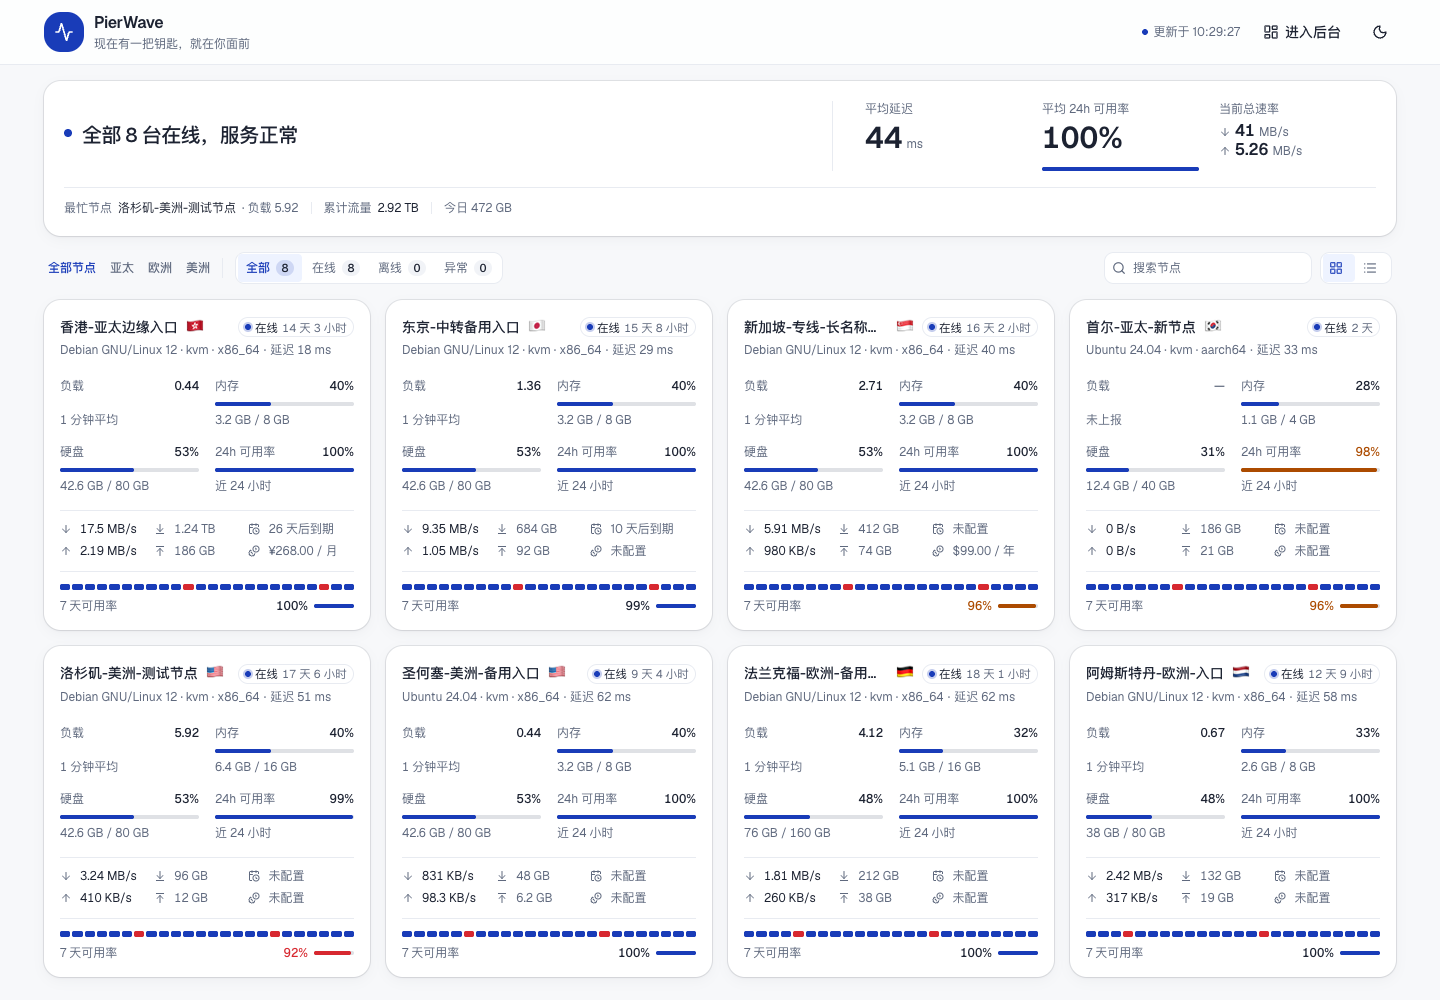 PierWave
现在有一把钥匙，就在你面前
更新于 10:29:27
进入后台
全部 8 台在线，服务正常
平均延迟
44 ms
平均 24h 可用率
100%
当前总速率
↓ 41 MB/s
↑ 5.26 MB/s
最忙节点 洛杉矶-美洲-测试节点 · 负载 5.92
累计流量 2.92 TB
今日 472 GB
全部节点 亚太 欧洲 美洲
全部 8 在线 8 离线 0 异常 0
搜索节点
香港-亚太边缘入口 在线 14 天 3 小时
Debian GNU/Linux 12 · kvm · x86_64 · 延迟 18 ms
负载 0.44 内存 40%
1 分钟平均 3.2 GB / 8 GB
硬盘 53% 24h 可用率 100%
42.6 GB / 80 GB 近 24 小时
↓ 17.5 MB/s 1.24 TB 26 天后到期
↑ 2.19 MB/s 186 GB ¥268.00 / 月
7 天可用率 100%
东京-中转备用入口 在线 15 天 8 小时
Debian GNU/Linux 12 · kvm · x86_64 · 延迟 29 ms
负载 1.36 内存 40%
1 分钟平均 3.2 GB / 8 GB
硬盘 53% 24h 可用率 100%
42.6 GB / 80 GB 近 24 小时
↓ 9.35 MB/s 684 GB 10 天后到期
↑ 1.05 MB/s 92 GB 未配置
7 天可用率 99%
新加坡-专线-长名称... 在线 16 天 2 小时
Debian GNU/Linux 12 · kvm · x86_64 · 延迟 40 ms
负载 2.71 内存 40%
1 分钟平均 3.2 GB / 8 GB
硬盘 53% 24h 可用率 100%
42.6 GB / 80 GB 近 24 小时
↓ 5.91 MB/s 412 GB 未配置
↑ 980 KB/s 74 GB $99.00 / 年
7 天可用率 96%
首尔-亚太-新节点 在线 2 天
Ubuntu 24.04 · kvm · aarch64 · 延迟 33 ms
负载 — 内存 28%
未上报 1.1 GB / 4 GB
硬盘 31% 24h 可用率 98%
12.4 GB / 40 GB 近 24 小时
↓ 0 B/s 186 GB 未配置
↑ 0 B/s 21 GB 未配置
7 天可用率 96%
洛杉矶-美洲-测试节点 在线 17 天 6 小时
Debian GNU/Linux 12 · kvm · x86_64 · 延迟 51 ms
负载 5.92 内存 40%
1 分钟平均 6.4 GB / 16 GB
硬盘 53% 24h 可用率 99%
42.6 GB / 80 GB 近 24 小时
↓ 3.24 MB/s 96 GB 未配置
↑ 410 KB/s 12 GB 未配置
7 天可用率 92%
圣何塞-美洲-备用入口 在线 9 天 4 小时
Ubuntu 24.04 · kvm · x86_64 · 延迟 62 ms
负载 0.44 内存 40%
1 分钟平均 3.2 GB / 8 GB
硬盘 53% 24h 可用率 100%
42.6 GB / 80 GB 近 24 小时
↓ 831 KB/s 48 GB 未配置
↑ 98.3 KB/s 6.2 GB 未配置
7 天可用率 100%
法兰克福-欧洲-备用... 在线 18 天 1 小时
Debian GNU/Linux 12 · kvm · x86_64 · 延迟 62 ms
负载 4.12 内存 32%
1 分钟平均 5.1 GB / 16 GB
硬盘 48% 24h 可用率 100%
76 GB / 160 GB 近 24 小时
↓ 1.81 MB/s 212 GB 未配置
↑ 260 KB/s 38 GB 未配置
7 天可用率 100%
阿姆斯特丹-欧洲-入口 在线 12 天 9 小时
Debian GNU/Linux 12 · kvm · x86_64 · 延迟 58 ms
负载 0.67 内存 33%
1 分钟平均 2.6 GB / 8 GB
硬盘 48% 24h 可用率 100%
38 GB / 80 GB 近 24 小时
↓ 2.42 MB/s 132 GB 未配置
↑ 317 KB/s 19 GB 未配置
7 天可用率 100%